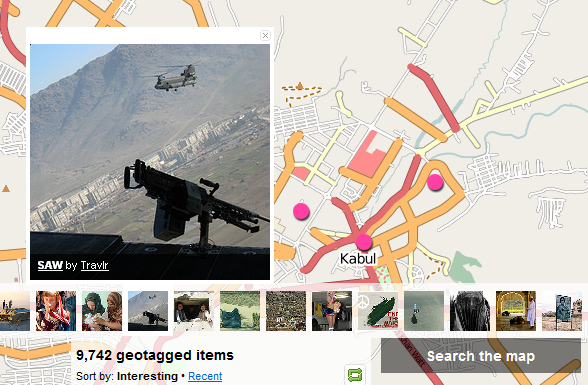 SAW by Travlr
Kabul
9,742 geotagged items
Search the map
Sort by: Interesting • Recent